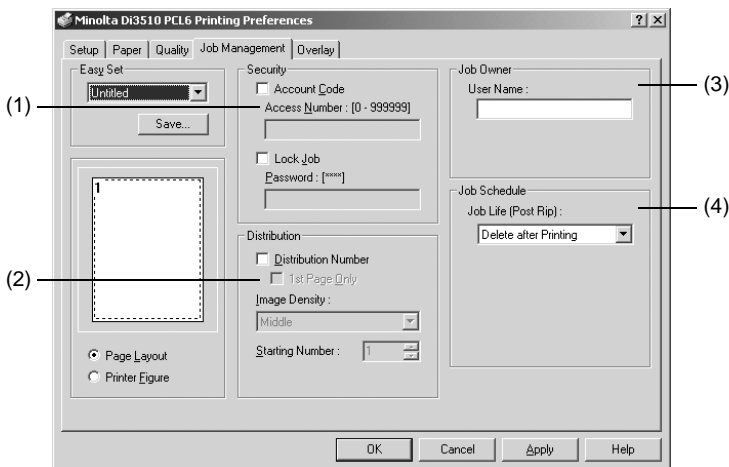 Minolta Di3510 PCL6 Printing Preferences
Setup Paper Quality Job Management Overlay
Easy Set
Untitled
Save...
1
Page Layout
Printer Figure
(1)
Security
Account Code
Access Number : [0 - 999999]
Lock Job
Password : [****]
(2)
Distribution
Distribution Number
1st Page Only
Image Density :
Middle
Starting Number : 1
Job Owner
User Name :
(3)
Job Schedule
Job Life (Post Rip) :
Delete after Printing
(4)
OK Cancel Apply Help